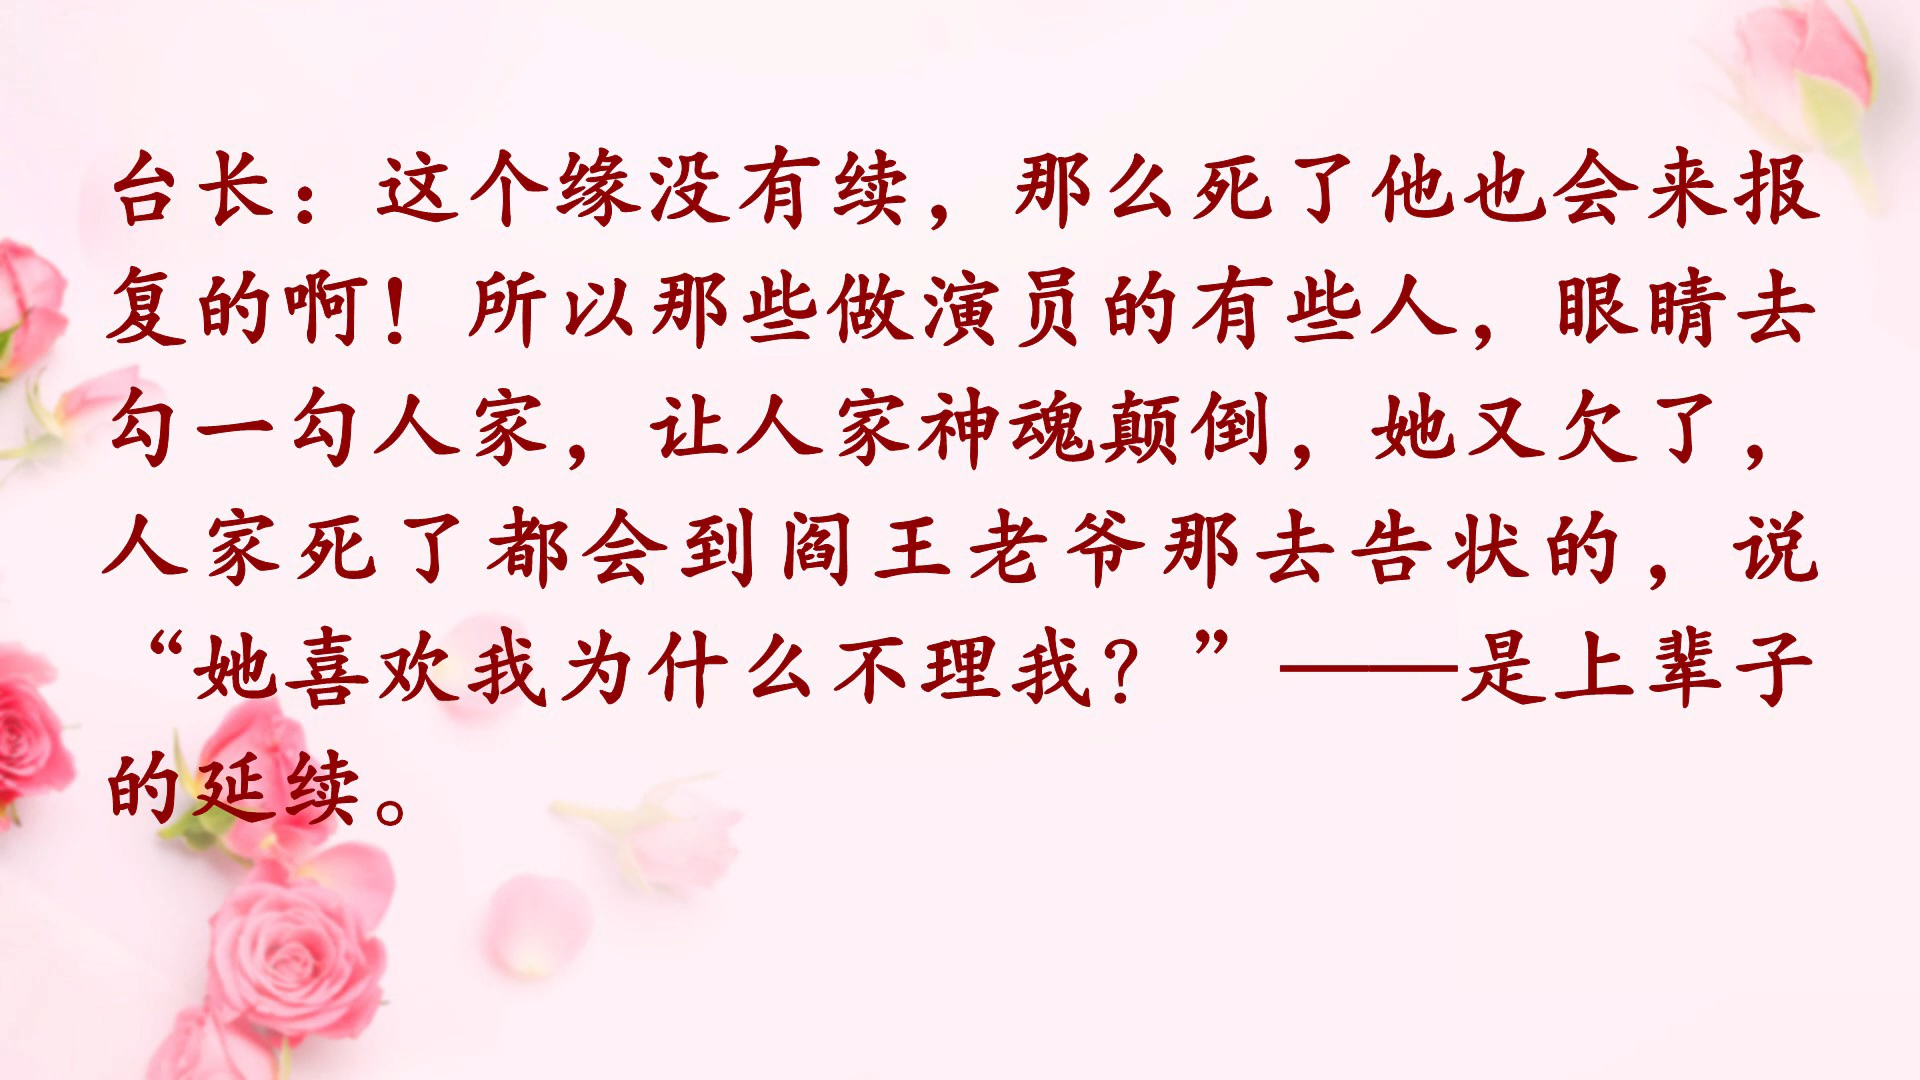 台长：这个缘没有续，那么死了他也会来报
复的啊！所以那些做演员的有些人，眼睛去
勾一勾人家，让人家神魂颠倒，她又欠了，
人家死了都会到阎王老爷那去告状的，说
“她喜欢我为什么不理我？”——是上辈子
的延续。